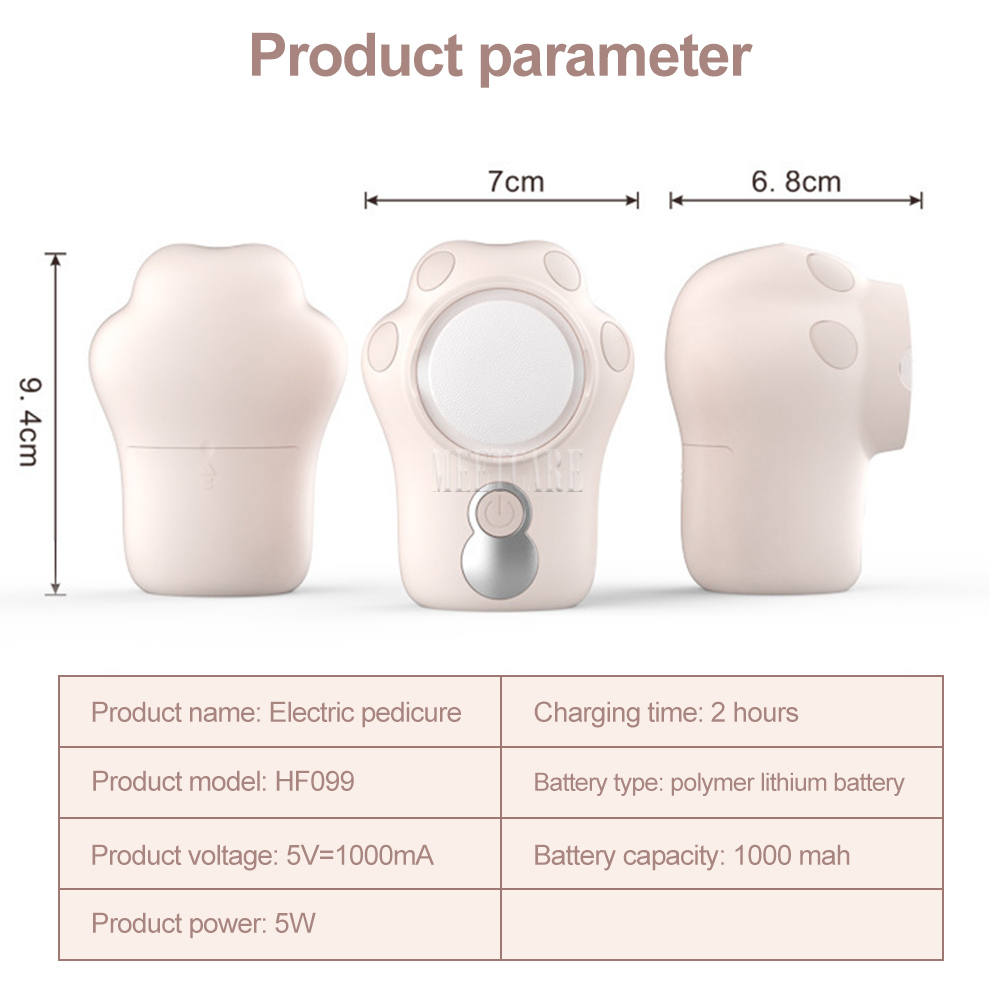 Product parameter
7cm
6. 8cm
9. 4cm
MEETCARE
Product name: Electric pedicure
Charging time: 2 hours
Product model: HF099
Battery type: polymer lithium battery
Product voltage: 5V=1000mA
Battery capacity: 1000 mah
Product power: 5W